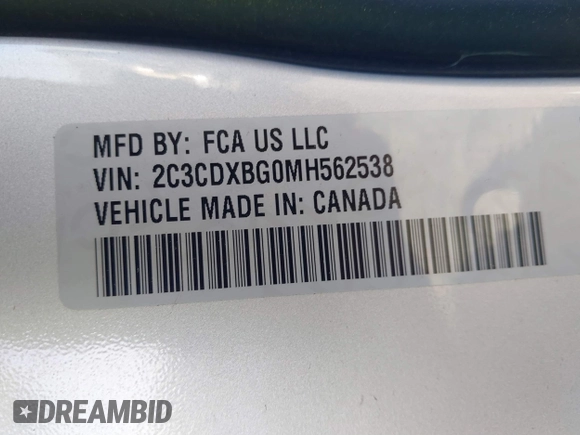 MFD BY: FCA US LLC
VIN: 2C3CDXBG0MH562538
VEHICLE MADE IN: CANADA
DREAMBID